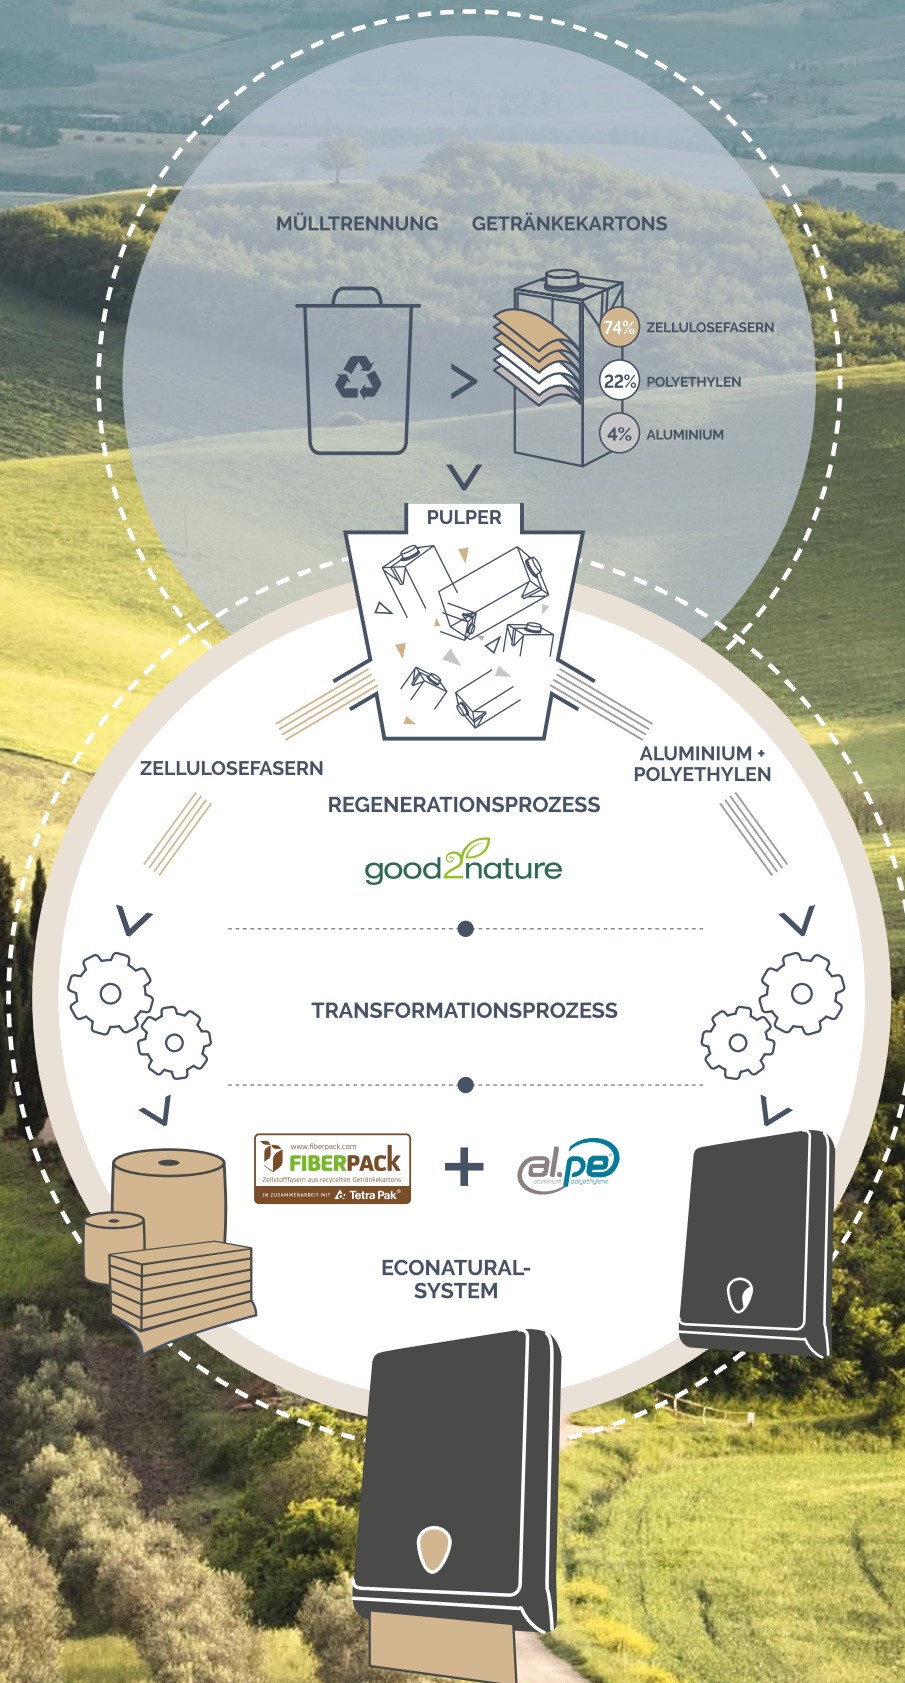 MÜLLTRENNUNG
GETRÄNKEKARTONS
74% ZELLULOSEFASERN
22% POLYETHYLEN
4% ALUMINIUM
PULPER
ZELLULOSEFASERN
ALUMINIUM +
POLYETHYLEN
REGENERATIONSPROZESS
good2nature
TRANSFORMATIONSPROZESS
www.fiberpack.com
FIBERPACK
Zellstofffasern aus recycelten Getränkekartons
IN ZUSAMMENARBEIT MIT Tetra Pak®
+
al.pe®
aluminium polyethylene
ECONATURAL-
SYSTEM